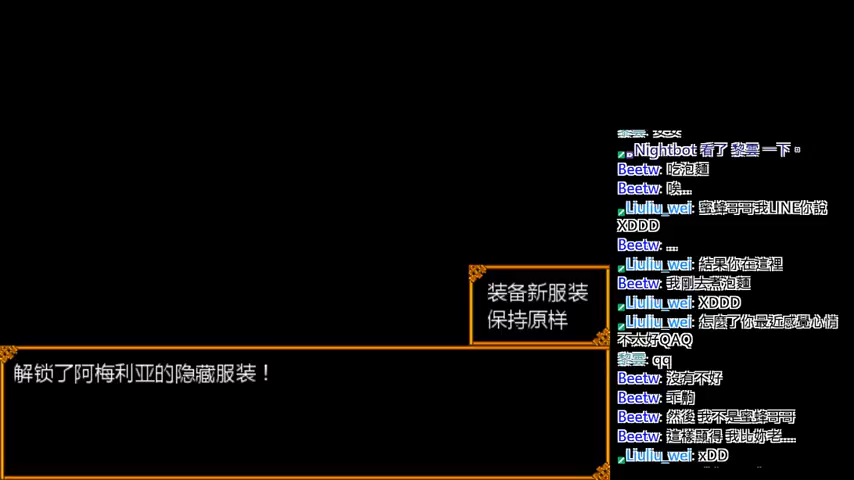 装备新服装
保持原样
解锁了阿梅利亚的隐藏服装！
Nightbot 看了 黎雲 一下。
Beetw: 吃泡麵
Beetw: 唉...
Liuliu_wei: 蜜蜂哥哥我LINE你說
XDDD
Beetw: ...
Liuliu_wei: 結果你在這裡
Beetw: 我剛去煮泡麵
Liuliu_wei: XDDD
Liuliu_wei: 怎麼了你最近感覺心情
不太好QAQ
黎雲: qq
Beetw: 沒有不好
Beetw: 乖齁
Beetw: 然後 我不是蜜蜂哥哥
Beetw: 這樣顯得 我比妳老.....
Liuliu_wei: xDD